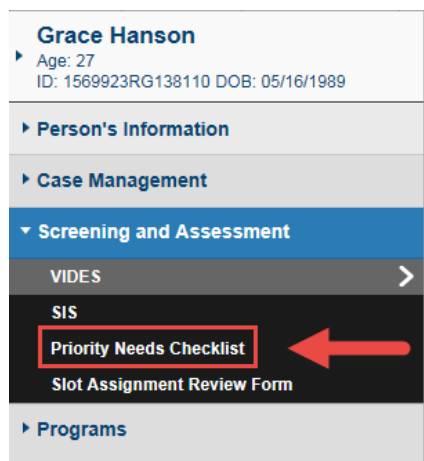 Grace Hanson
Age: 27
ID: 1569923RG138110 DOB: 05/16/1989
Person's Information
Case Management
Screening and Assessment
VIDES
SIS
Priority Needs Checklist
Slot Assignment Review Form
Programs